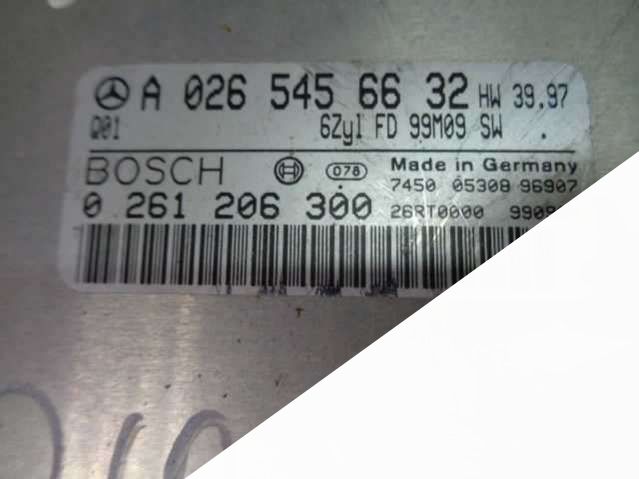 A 026 545 66 32 HW 39.97
Q01 6Zyl FD 99M09 SW .
BOSCH 078 Made in Germany
7450 05308 96907
0 261 206 300 26RT0000